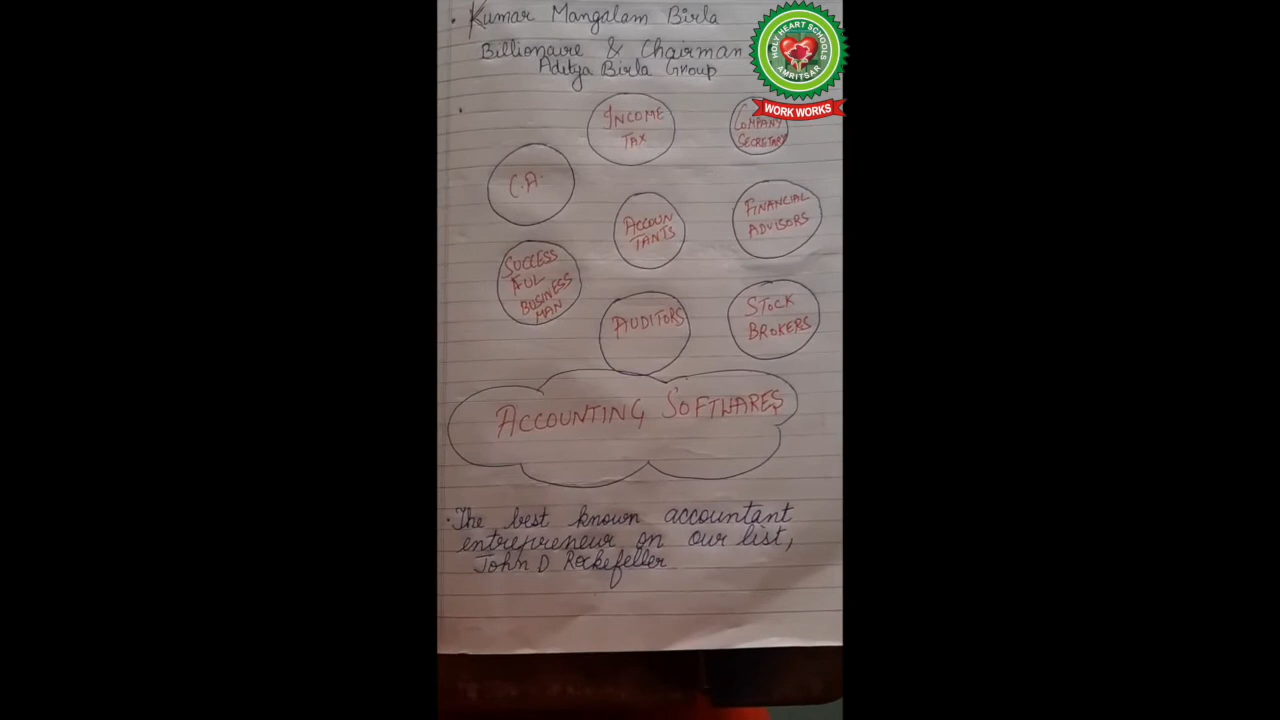 . Kumar Mangalam Birla
Billionaire & Chairman
Aditya Birla Group
HOLY HEART SCHOOLS
AMRITSAR
WORK WORKS
INCOME
TAX
COMPANY
SECRETARY
C.A.
ACCOUN
TANTS
FINANCIAL
ADVISORS
SUCCESS
FUL
BUSINESS
MAN
AUDITORS
STOCK
BROKERS
ACCOUNTING SOFTWARES
. The best known accountant
entrepreneur on our list,
John D Rockefeller